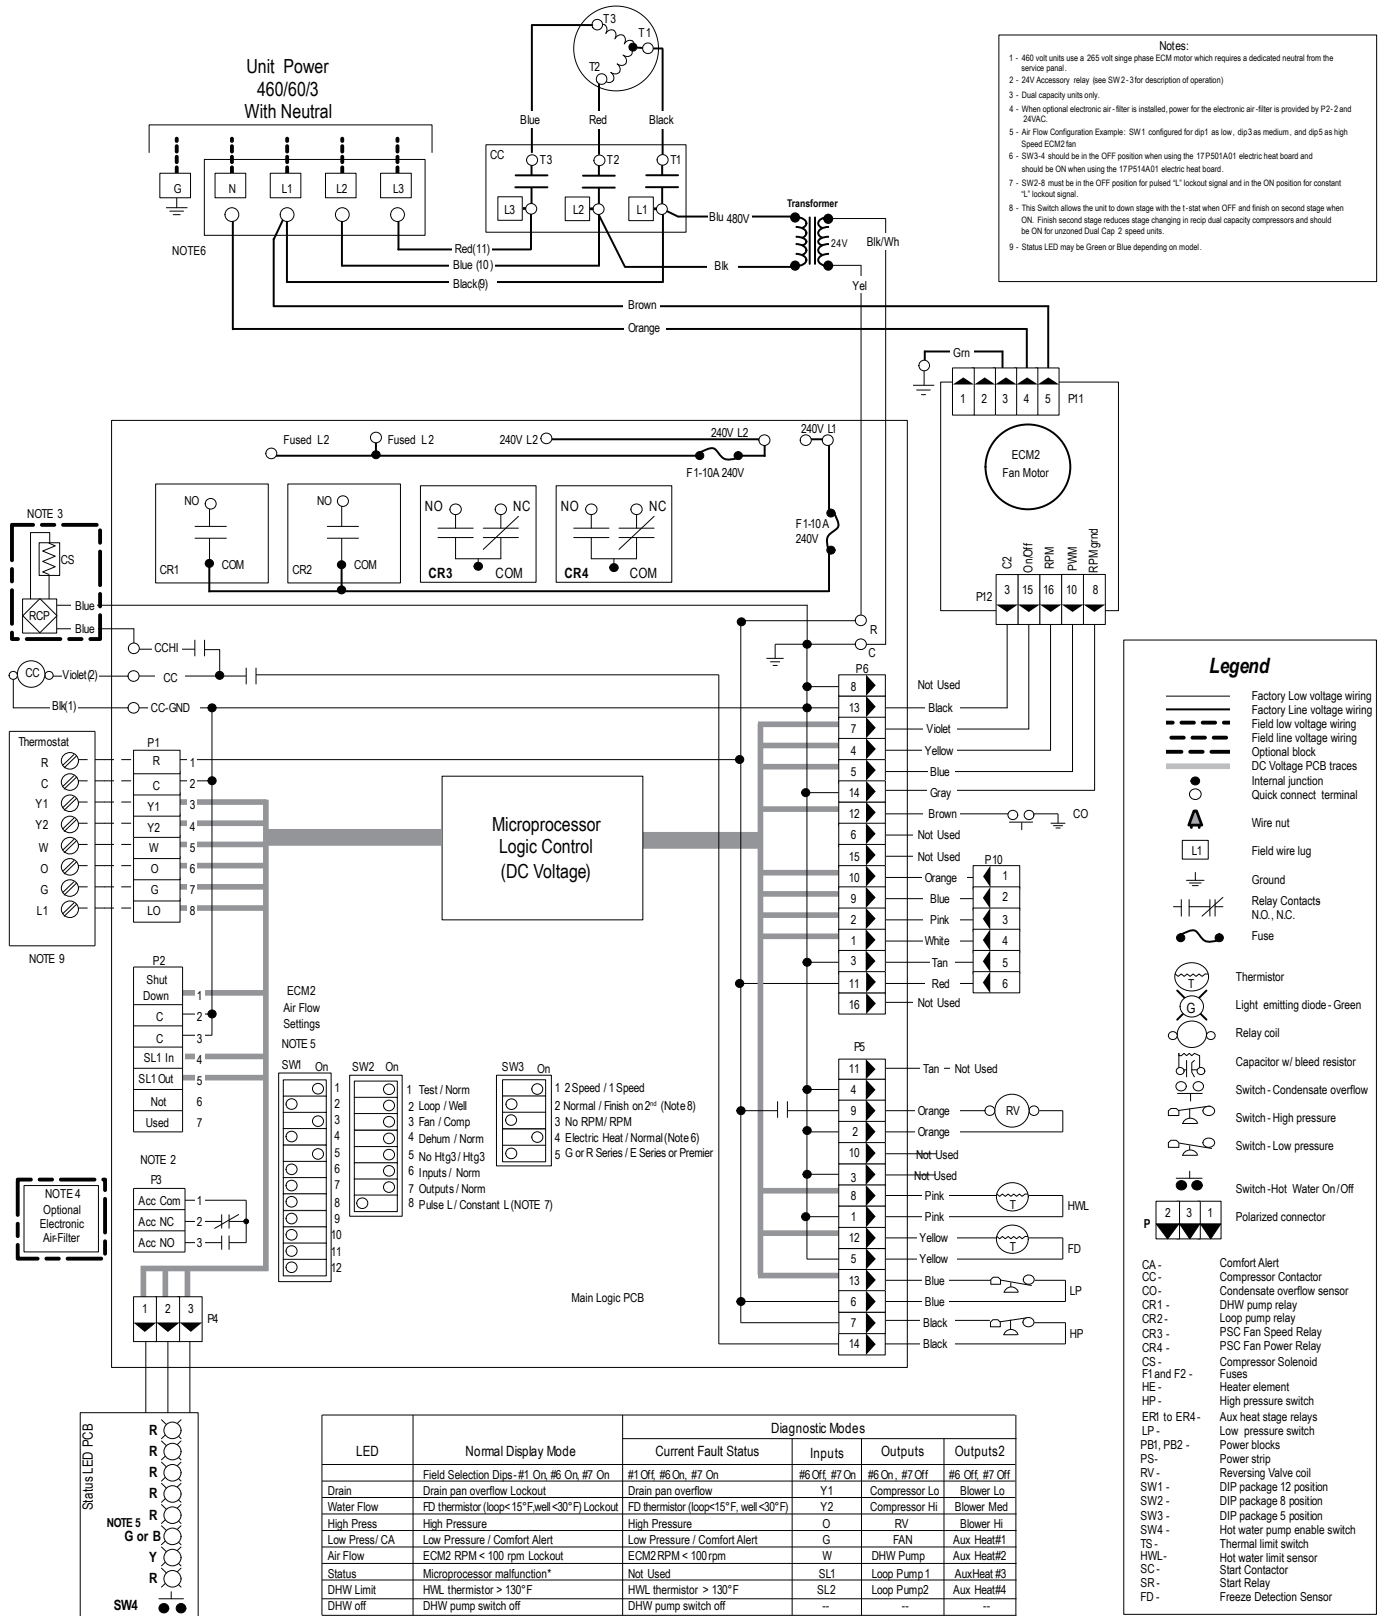 Unit Power
460/60/3
With Neutral
G
N
L1
L2
L3
NOTE6
T3
T1
T2
Blue
Red
Black
CC
T3
T2
T1
L3
L2
L1
Red(11)
Blue (10)
Black(9)
Blu 480V
Blk
Transformer
24V
Blk/Wh
Yel
Brown
Orange
Notes:
1 - 460 volt units use a 265 volt singe phase ECM motor which requires a dedicated neutral from the
service panal.
2 - 24V Accessory relay (see SW2-3for description of operation)
3 - Dual capacity units only.
4 - When optional electronic air-filter is installed, power for the electronic air-filter is provided by P2-2 and
24VAC.
5 - Air Flow Configuration Example: SW1 configured for dip1 as low, dip3 as medium, and dip5 as high
Speed ECM2 fan
6 - SW3-4 should be in the OFF position when using the 17P501A01 electric heat board and
should be ON when using the 17P514A01 electric heat board.
7 - SW2-8 must be in the OFF position for pulsed "L" lockout signal and in the ON position for constant
"L" lockout signal.
8 - This Switch allows the unit to down stage with the t-stat when OFF and finish on second stage when
ON. Finish second stage reduces stage changing in recip dual capacity compressors and should
be ON for unzoned Dual Cap 2 speed units.
9 - Status LED may be Green or Blue depending on model.
Grn
1 2 3 4 5 P11
ECM2
Fan Motor
C2
On/Off
RPM
PWM
RPM grnd
P12 3 15 16 10 8
Fused L2
Fused L2
240V L2
240V L2
240V L1
F1-10A 240V
F1-10A
240V
NO
COM
CR1
NO
COM
CR2
NO
NC
CR3
COM
NO
NC
CR4
COM
NOTE 3
CS
RCP
Blue
Blue
CCHI
CC
Violet(2)
CC
Blk(1)
CC-GND
R
C
Thermostat
P1
R R 1
C C 2
Y1 Y1 3
Y2 Y2 4
W W 5
O O 6
G G 7
L1 LO 8
NOTE 9
P2
Shut
Down 1
C 2
C 3
SL1 In 4
SL1 Out 5
Not 6
Used 7
NOTE 2
P3
Acc Com 1
Acc NC 2
Acc NO 3
NOTE 4
Optional
Electronic
Air-Filter
1 2 3 P4
Microprocessor
Logic Control
(DC Voltage)
ECM2
Air Flow
Settings
NOTE 5
SW1 On
1
2
3
4
5
6
7
8
9
10
11
12
SW2 On
1 Test / Norm
2 Loop / Well
3 Fan / Comp
4 Dehum / Norm
5 No Htg3 / Htg3
6 Inputs / Norm
7 Outputs / Norm
8 Pulse L / Constant L (NOTE 7)
SW3 On
1 2 Speed / 1 Speed
2 Normal / Finish on 2nd (Note 8)
3 No RPM / RPM
4 Electric Heat / Normal (Note 6)
5 G or R Series / E Series or Premier
Main Logic PCB
P6
8 Not Used
13 Black
7 Violet
4 Yellow
5 Blue
14 Gray
12 Brown CO
6 Not Used
15 Not Used
P10
10 Orange 1
9 Blue 2
2 Pink 3
1 White 4
3 Tan 5
11 Red 6
16 Not Used
P5
11 Tan - Not Used
4
9 Orange RV
2 Orange
10 Not Used
3 Not Used
8 Pink T HWL
1 Pink
12 Yellow T FD
5 Yellow
13 Blue LP
6 Blue
7 Black HP
14 Black
Status LED PCB
R
R
R
R
R
NOTE 5
G or B
Y
R
SW4
Diagnostic Modes
LED Normal Display Mode Current Fault Status Inputs Outputs Outputs2
Field Selection Dips - #1 On, #6 On, #7 On #1 Off, #6 On, #7 On #6 Off, #7 On #6 On, #7 Off #6 Off, #7 Off
Drain Drain pan overflow Lockout Drain pan overflow Y1 Compressor Lo Blower Lo
Water Flow FD thermistor (loop<15°F,well<30°F) Lockout FD thermistor (loop<15°F, well<30°F) Y2 Compressor Hi Blower Med
High Press High Pressure High Pressure O RV Blower Hi
Low Press/ CA Low Pressure / Comfort Alert Low Pressure / Comfort Alert G FAN Aux Heat#1
Air Flow ECM2 RPM < 100 rpm Lockout ECM2 RPM < 100 rpm W DHW Pump Aux Heat#2
Status Microprocessor malfunction* Not Used SL1 Loop Pump 1 AuxHeat #3
DHW Limit HWL thermistor > 130°F HWL thermistor > 130°F SL2 Loop Pump2 Aux Heat#4
DHW off DHW pump switch off DHW pump switch off -- -- --
Legend
Factory Low voltage wiring
Factory Line voltage wiring
Field low voltage wiring
Field line voltage wiring
Optional block
DC Voltage PCB traces
Internal junction
Quick connect terminal
Wire nut
L1 Field wire lug
Ground
Relay Contacts
N.O., N.C.
Fuse
T Thermistor
G Light emitting diode - Green
Relay coil
Capacitor w/ bleed resistor
Switch - Condensate overflow
Switch - High pressure
Switch - Low pressure
Switch - Hot Water On/Off
P 2 3 1 Polarized connector
CA - Comfort Alert
CC - Compressor Contactor
CO - Condensate overflow sensor
CR1 - DHW pump relay
CR2 - Loop pump relay
CR3 - PSC Fan Speed Relay
CR4 - PSC Fan Power Relay
CS - Compressor Solenoid
F1 and F2 - Fuses
HE - Heater element
HP - High pressure switch
ER1 to ER4 - Aux heat stage relays
LP - Low pressure switch
PB1, PB2 - Power blocks
PS - Power strip
RV - Reversing Valve coil
SW1 - DIP package 12 position
SW2 - DIP package 8 position
SW3 - DIP package 5 position
SW4 - Hot water pump enable switch
TS - Thermal limit switch
HWL - Hot water limit sensor
SC - Start Contactor
SR - Start Relay
FD - Freeze Detection Sensor